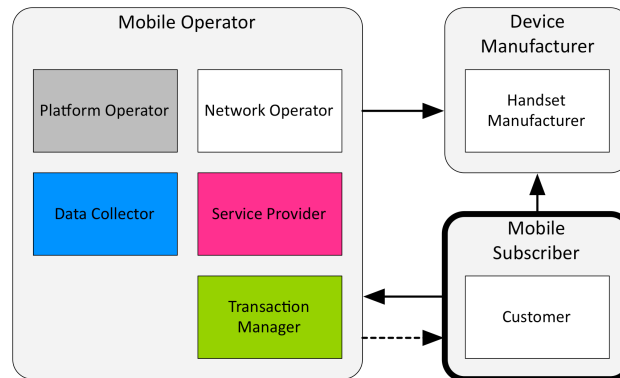 Mobile Operator
Platform Operator
Network Operator
Data Collector
Service Provider
Transaction
Manager
Device
Manufacturer
Handset
Manufacturer
Mobile
Subscriber
Customer